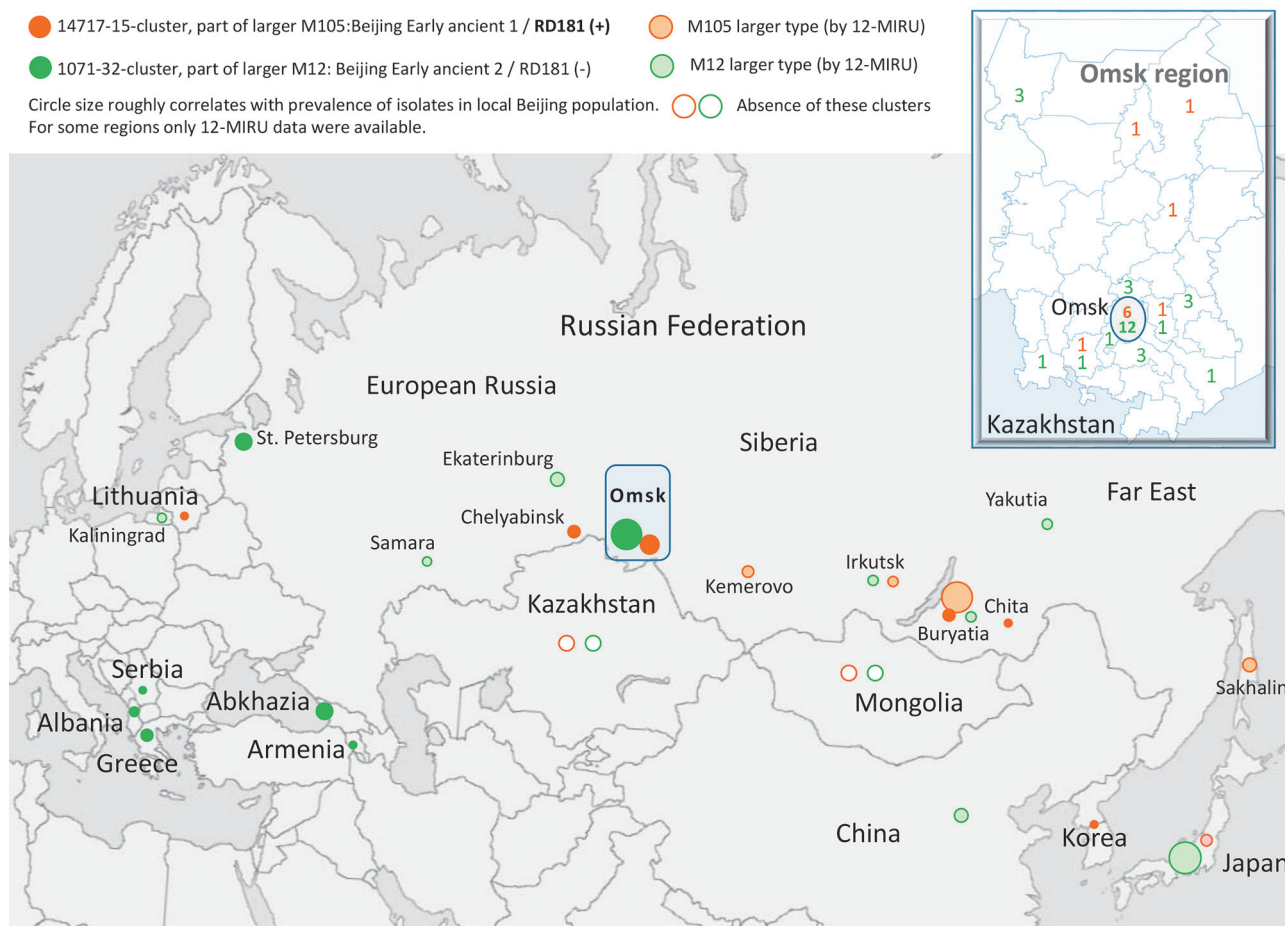 14717-15-cluster, part of larger M105:Beijing Early ancient 1 / RD181 (+)
M105 larger type (by 12-MIRU)
1071-32-cluster, part of larger M12: Beijing Early ancient 2 / RD181 (-)
M12 larger type (by 12-MIRU)
Circle size roughly correlates with prevalence of isolates in local Beijing population.
Absence of these clusters
For some regions only 12-MIRU data were available.
Omsk region
3
1
1
1
3
3
Omsk
6
1
12
1
1
1
3
1
1
1
Kazakhstan
Russian Federation
European Russia
Siberia
St. Petersburg
Ekaterinburg
Omsk
Far East
Yakutia
Lithuania
Chelyabinsk
Kaliningrad
Samara
Irkutsk
Kemerovo
Kazakhstan
Chita
Buryatia
Serbia
Sakhalin
Abkhazia
Mongolia
Albania
Armenia
Greece
China
Korea
Japan